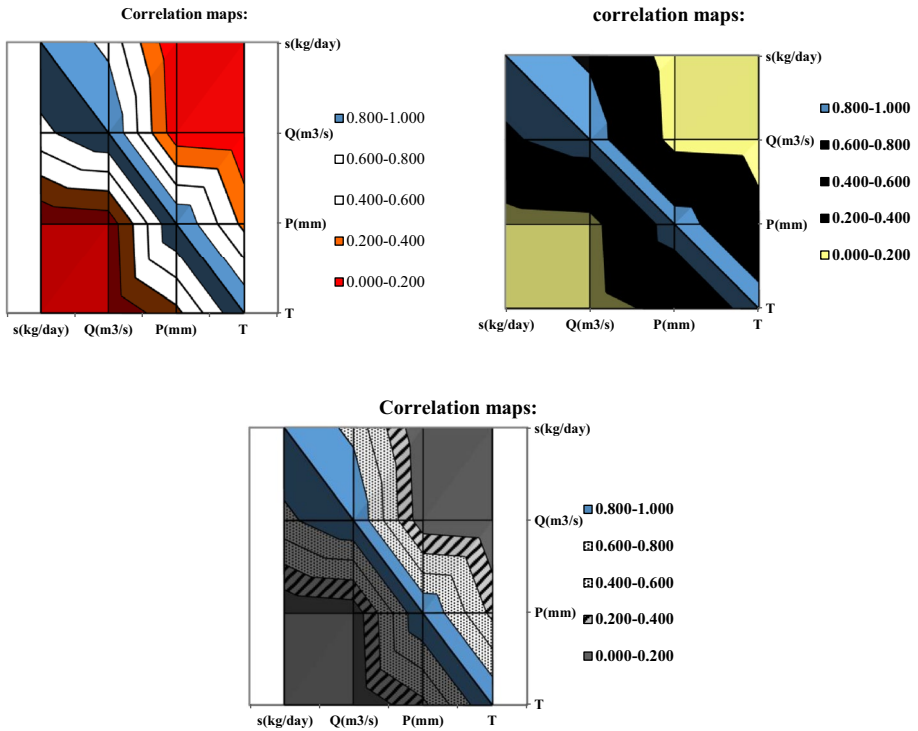 Correlation maps:
s(kg/day)
Q(m3/s)
P(mm)
T
s(kg/day) Q(m3/s) P(mm) T
0.800-1.000
0.600-0.800
0.400-0.600
0.200-0.400
0.000-0.200
correlation maps:
s(kg/day)
Q(m3/s)
P(mm)
T
s(kg/day) Q(m3/s) P(mm) T
0.800-1.000
0.600-0.800
0.400-0.600
0.200-0.400
0.000-0.200
Correlation maps:
s(kg/day)
Q(m3/s)
P(mm)
T
s(kg/day) Q(m3/s) P(mm) T
0.800-1.000
0.600-0.800
0.400-0.600
0.200-0.400
0.000-0.200